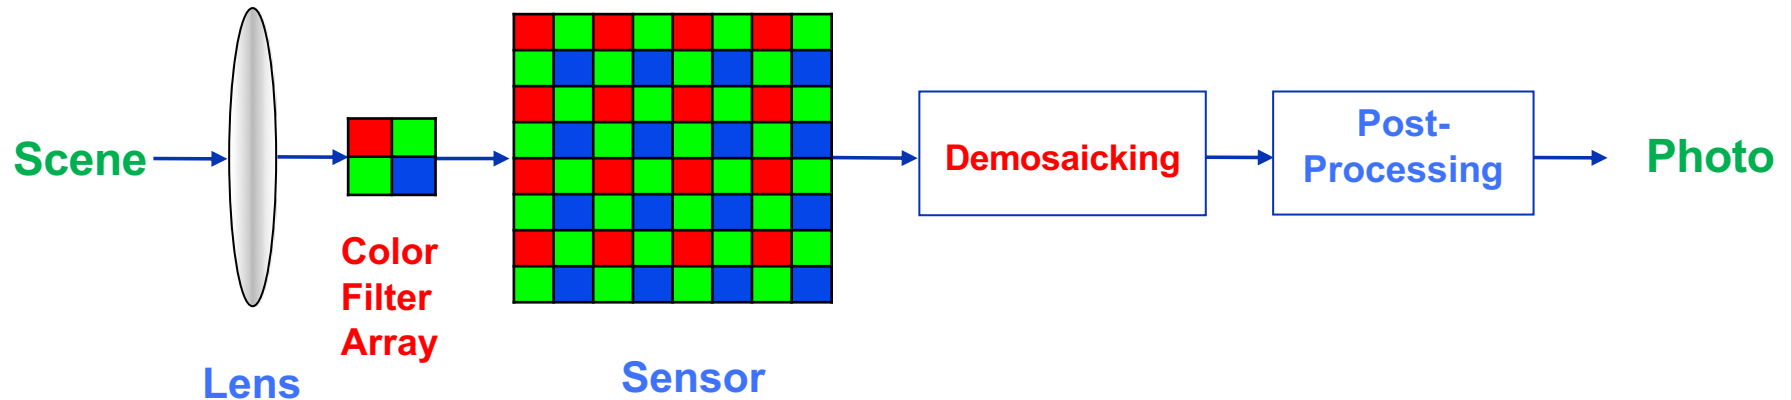 Scene
Lens
Color
Filter
Array
Sensor
Demosaicking
Post-
Processing
Photo